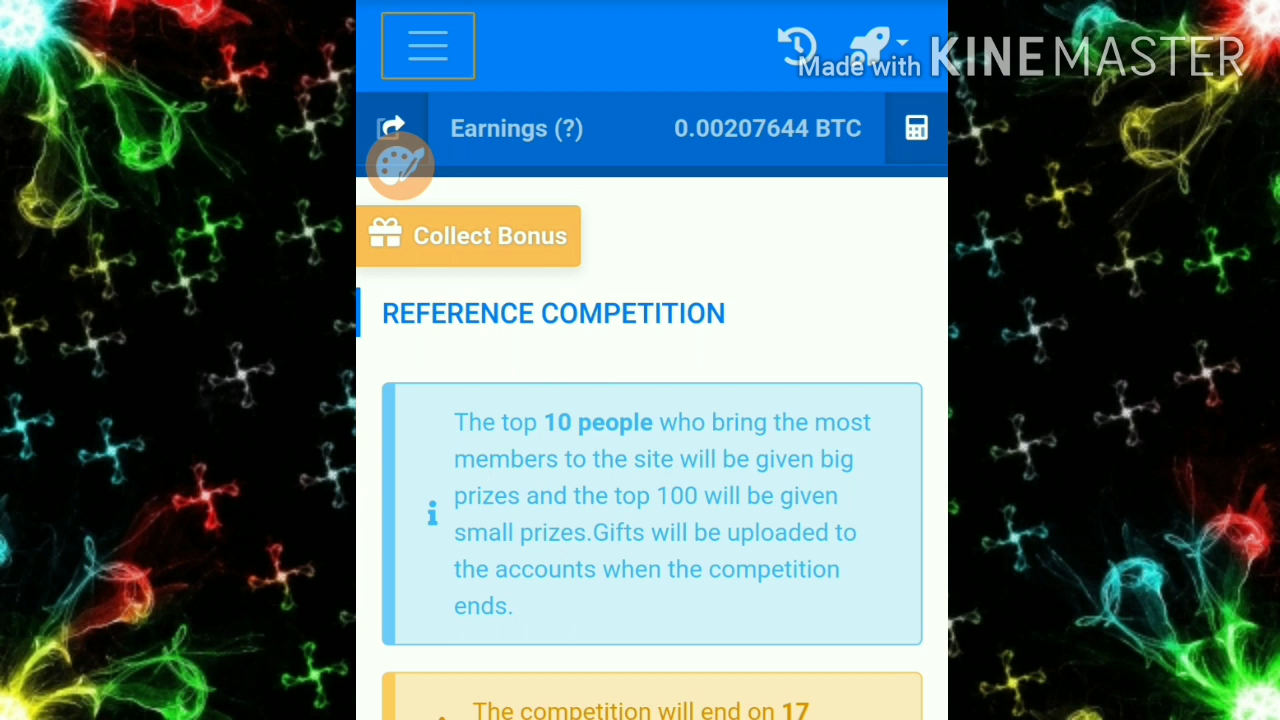 Made with KINEMASTER
Earnings (?) 0.00207644 BTC
Collect Bonus
REFERENCE COMPETITION
The top 10 people who bring the most
members to the site will be given big
prizes and the top 100 will be given
small prizes.Gifts will be uploaded to
the accounts when the competition
ends.
The competition will end on 17